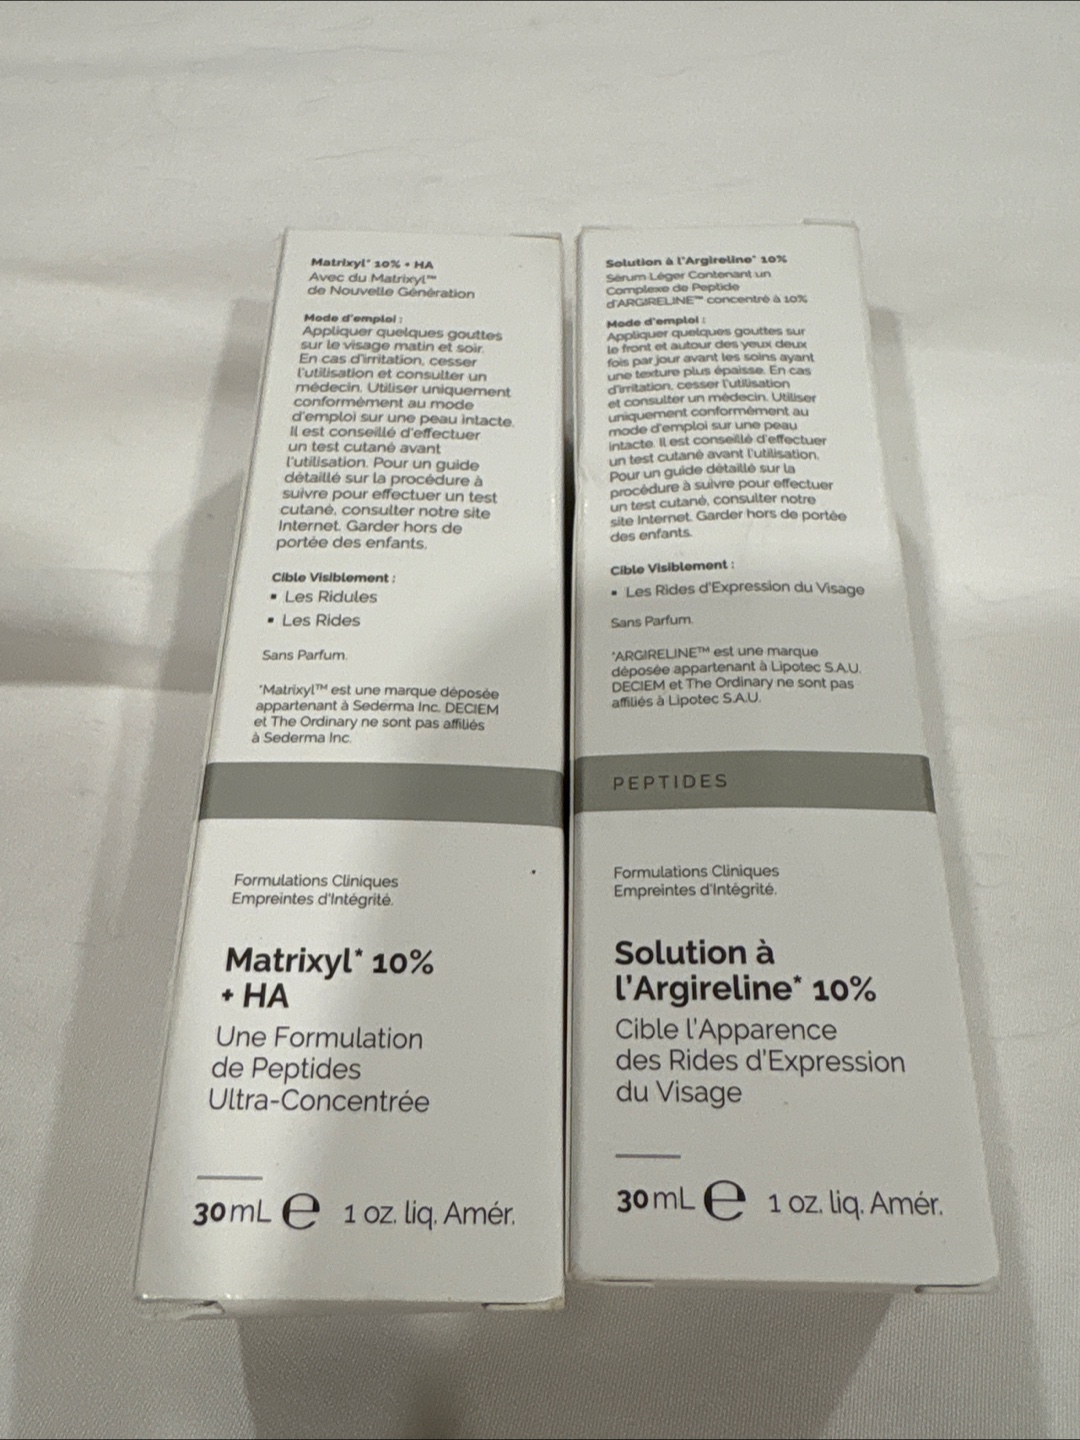 Matrixyl* 10% + HA
Avec du Matrixyl™
de Nouvelle Génération
Mode d'emploi :
Appliquer quelques gouttes
sur le visage matin et soir.
En cas d'irritation, cesser
l'utilisation et consulter un
médecin. Utiliser uniquement
conformément au mode
d'emploi sur une peau intacte.
Il est conseillé d'effectuer
un test cutané avant
l'utilisation. Pour un guide
détaillé sur la procédure à
suivre pour effectuer un test
cutané, consulter notre site
Internet. Garder hors de
portée des enfants.
Cible Visiblement :
▪ Les Ridules
▪ Les Rides
Sans Parfum.
*Matrixyl™ est une marque déposée
appartenant à Sederma Inc. DECIEM
et The Ordinary ne sont pas affiliés
à Sederma Inc.
Formulations Cliniques
Empreintes d'Intégrité.
Matrixyl* 10%
+ HA
Une Formulation
de Peptides
Ultra-Concentrée
30 mL ℮ 1 oz. liq. Amér.
Solution à l'Argireline* 10%
Sérum Léger Contenant un
Complexe de Peptide
d'ARGIRELINE™ concentré à 10%
Mode d'emploi :
Appliquer quelques gouttes sur
le front et autour des yeux deux
fois par jour avant les soins ayant
une texture plus épaisse. En cas
d'irritation, cesser l'utilisation
et consulter un médecin. Utiliser
uniquement conformément au
mode d'emploi sur une peau
intacte. Il est conseillé d'effectuer
un test cutané avant l'utilisation.
Pour un guide détaillé sur la
procédure à suivre pour effectuer
un test cutané, consulter notre
site Internet. Garder hors de portée
des enfants.
Cible Visiblement :
▪ Les Rides d'Expression du Visage
Sans Parfum.
*ARGIRELINE™ est une marque
déposée appartenant à Lipotec S.A.U.
DECIEM et The Ordinary ne sont pas
affiliés à Lipotec S.A.U.
PEPTIDES
Formulations Cliniques
Empreintes d'Intégrité.
Solution à
l'Argireline* 10%
Cible l'Apparence
des Rides d'Expression
du Visage
30 mL ℮ 1 oz. liq. Amér.